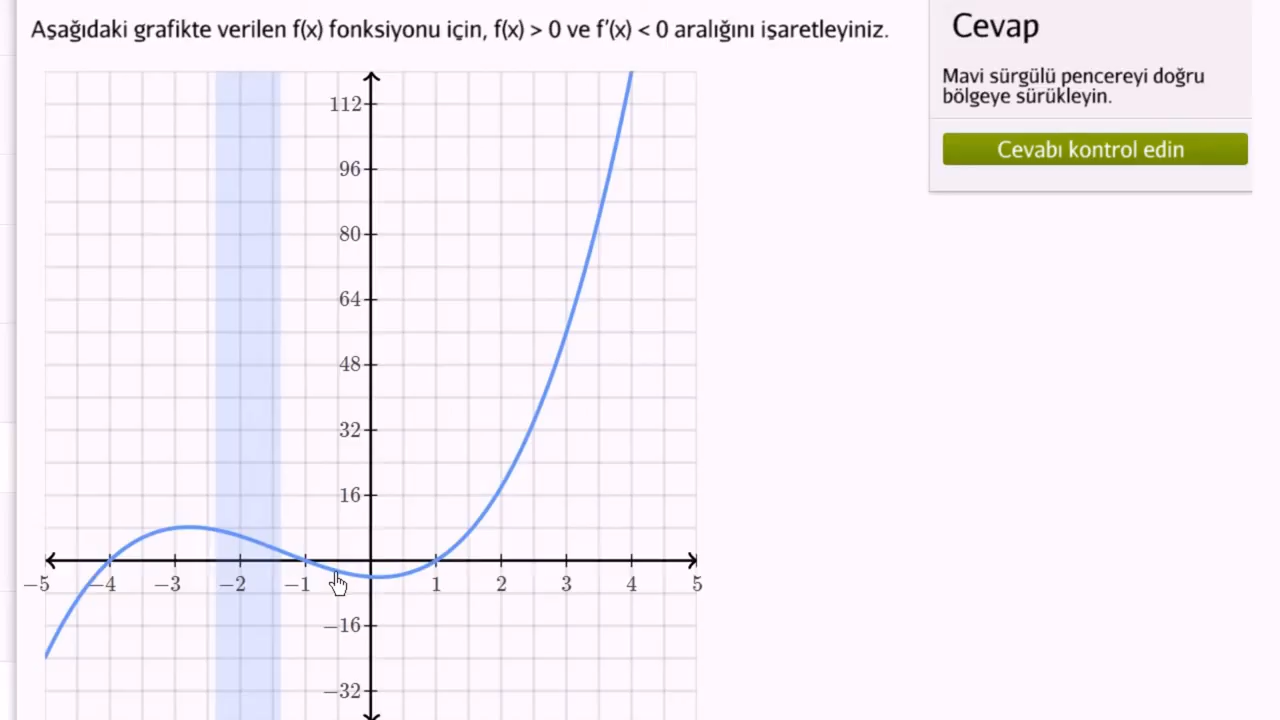 Aşağıdaki grafikte verilen f(x) fonksiyonu için, f(x) > 0 ve f′(x) < 0 aralığını işaretleyiniz.
Cevap
Mavi sürgülü pencereyi doğru
bölgeye sürükleyin.
Cevabı kontrol edin
112
96
80
64
48
32
16
−5 −4 −3 −2 −1 1 2 3 4 5
−16
−32